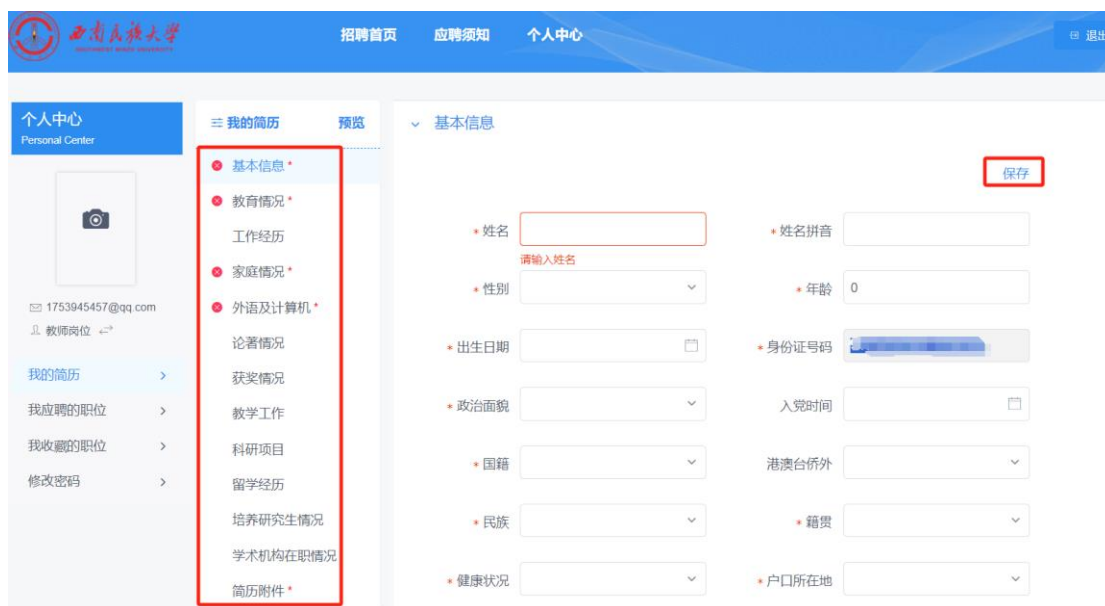 西南民族大学
SOUTHWEST MINZU UNIVERSITY
招聘首页 应聘须知 个人中心 退出
个人中心
Personal Center
1753945457@qq.com
教师岗位
我的简历
我应聘的职位
我收藏的职位
修改密码
我的简历 预览
基本信息 *
教育情况 *
工作经历
家庭情况 *
外语及计算机 *
论著情况
获奖情况
教学工作
科研项目
留学经历
培养研究生情况
学术机构在职情况
简历附件 *
基本信息
保存
* 姓名 * 姓名拼音
请输入姓名
* 性别 * 年龄 0
* 出生日期 * 身份证号码
* 政治面貌 入党时间
* 国籍 港澳台侨外
* 民族 * 籍贯
* 健康状况 * 户口所在地